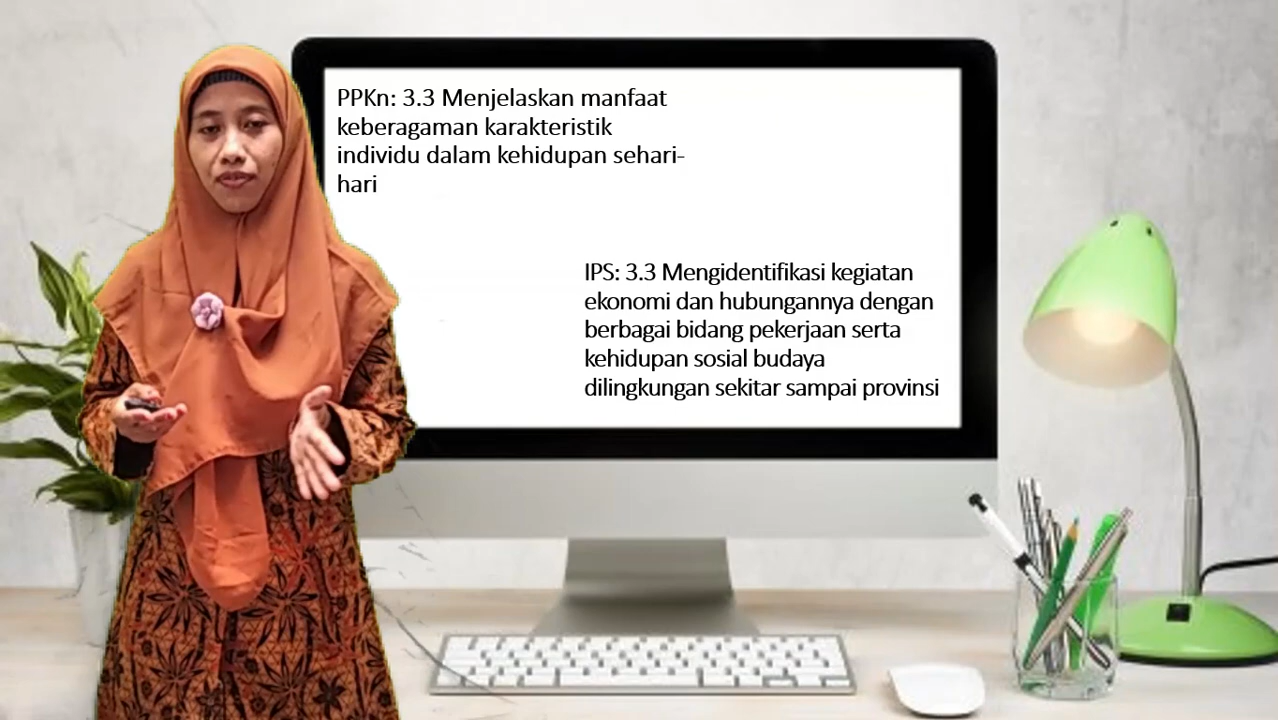 PPKn: 3.3 Menjelaskan manfaat
keberagaman karakteristik
individu dalam kehidupan sehari-
hari
IPS: 3.3 Mengidentifikasi kegiatan
ekonomi dan hubungannya dengan
berbagai bidang pekerjaan serta
kehidupan sosial budaya
dilingkungan sekitar sampai provinsi